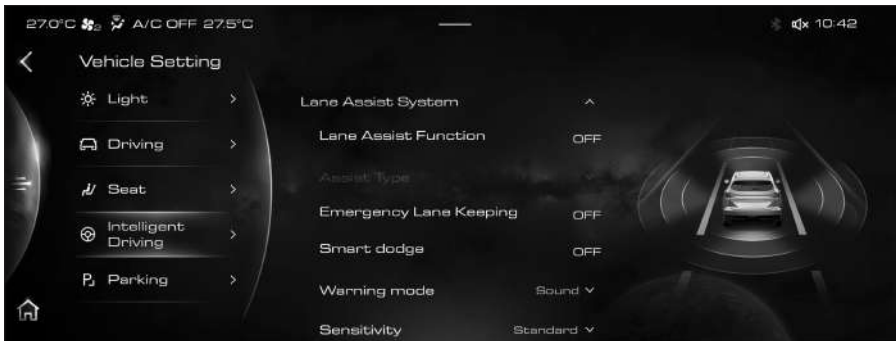 27.0°C 2 A/C OFF 27.5°C
10:42
Vehicle Setting
Light
Driving
Seat
Intelligent
Driving
Parking
Lane Assist System
Lane Assist Function OFF
Assist Type
Emergency Lane Keeping OFF
Smart dodge OFF
Warning mode Sound
Sensitivity Standard